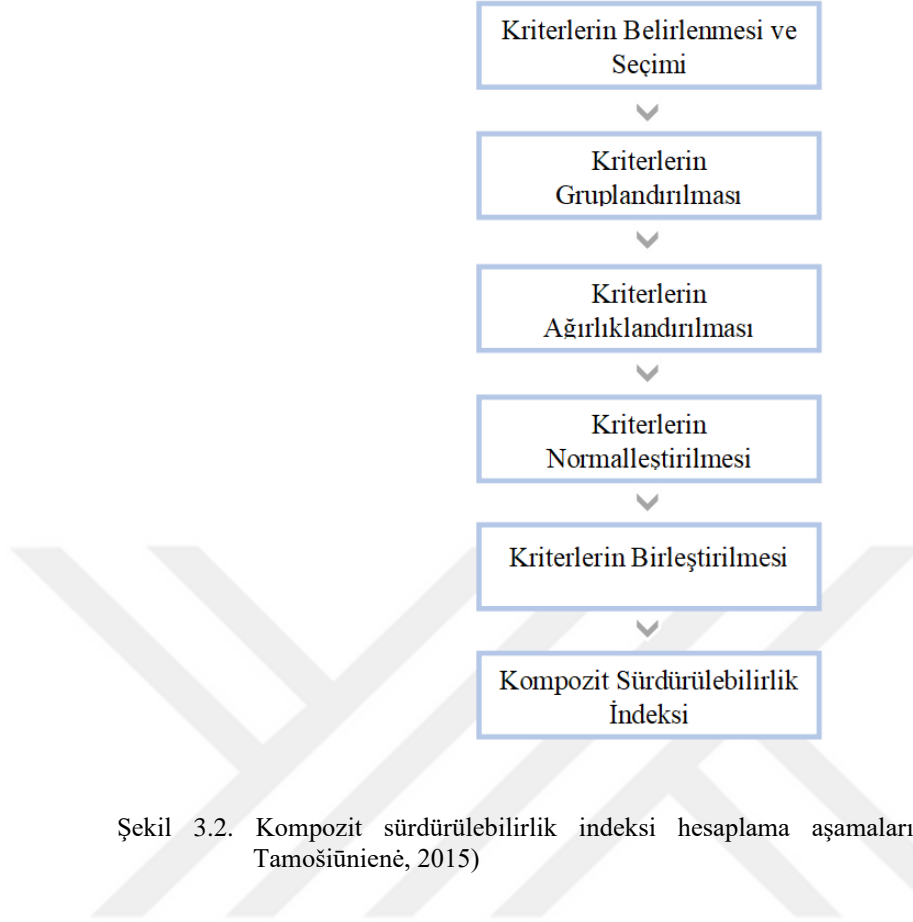 Kriterlerin Belirlenmesi ve
Seçimi
Kriterlerin
Gruplandırılması
Kriterlerin
Ağırlıklandırılması
Kriterlerin
Normalleştirilmesi
Kriterlerin Birleştirilmesi
Kompozit Sürdürülebilirlik
İndeksi
Şekil 3.2. Kompozit sürdürülebilirlik indeksi hesaplama aşamaları
Tamošiūnienė, 2015)